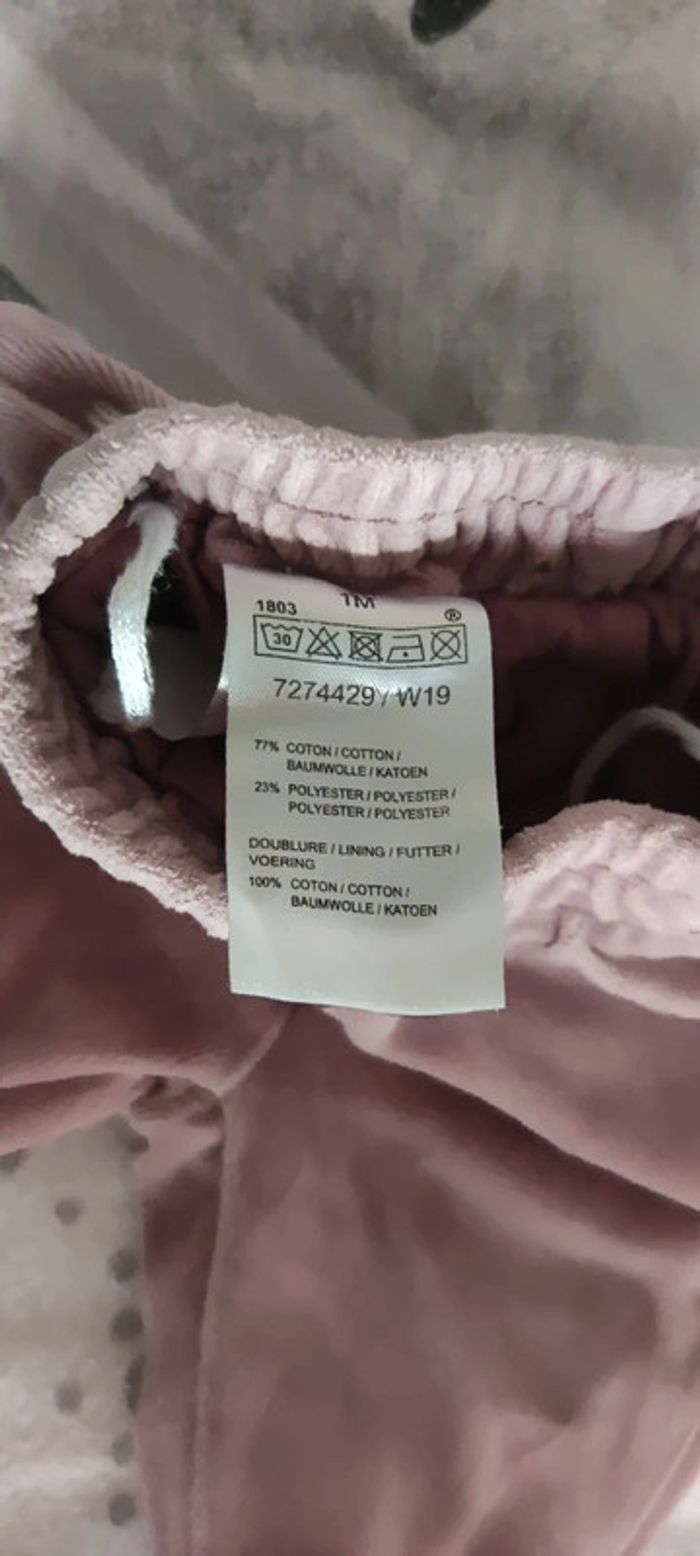 1803 1M ®
30
7274429 / W19
77% COTON / COTTON /
BAUMWOLLE / KATOEN
23% POLYESTER / POLYESTER /
POLYESTER / POLYESTER
DOUBLURE / LINING / FUTTER /
VOERING
100% COTON / COTTON /
BAUMWOLLE / KATOEN